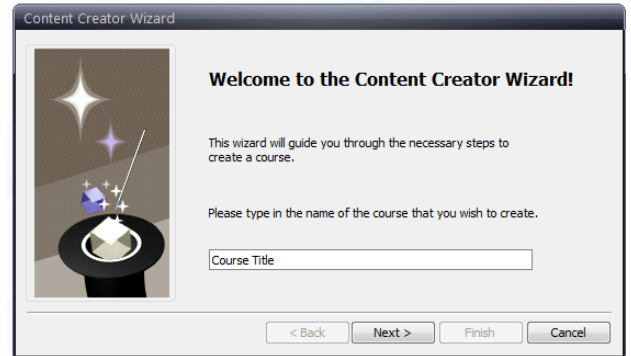 Content Creator Wizard
Welcome to the Content Creator Wizard!
This wizard will guide you through the necessary steps to
create a course.
Please type in the name of the course that you wish to create.
Course Title
< Back Next > Finish Cancel